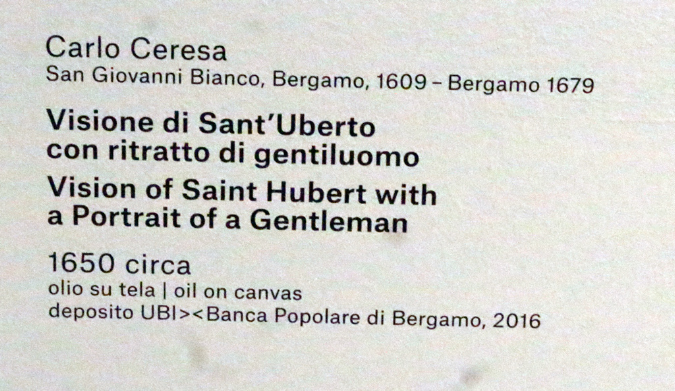 Carlo Ceresa
San Giovanni Bianco, Bergamo, 1609 – Bergamo 1679
Visione di Sant'Uberto
con ritratto di gentiluomo
Vision of Saint Hubert with
a Portrait of a Gentleman
1650 circa
olio su tela | oil on canvas
deposito UBI><Banca Popolare di Bergamo, 2016